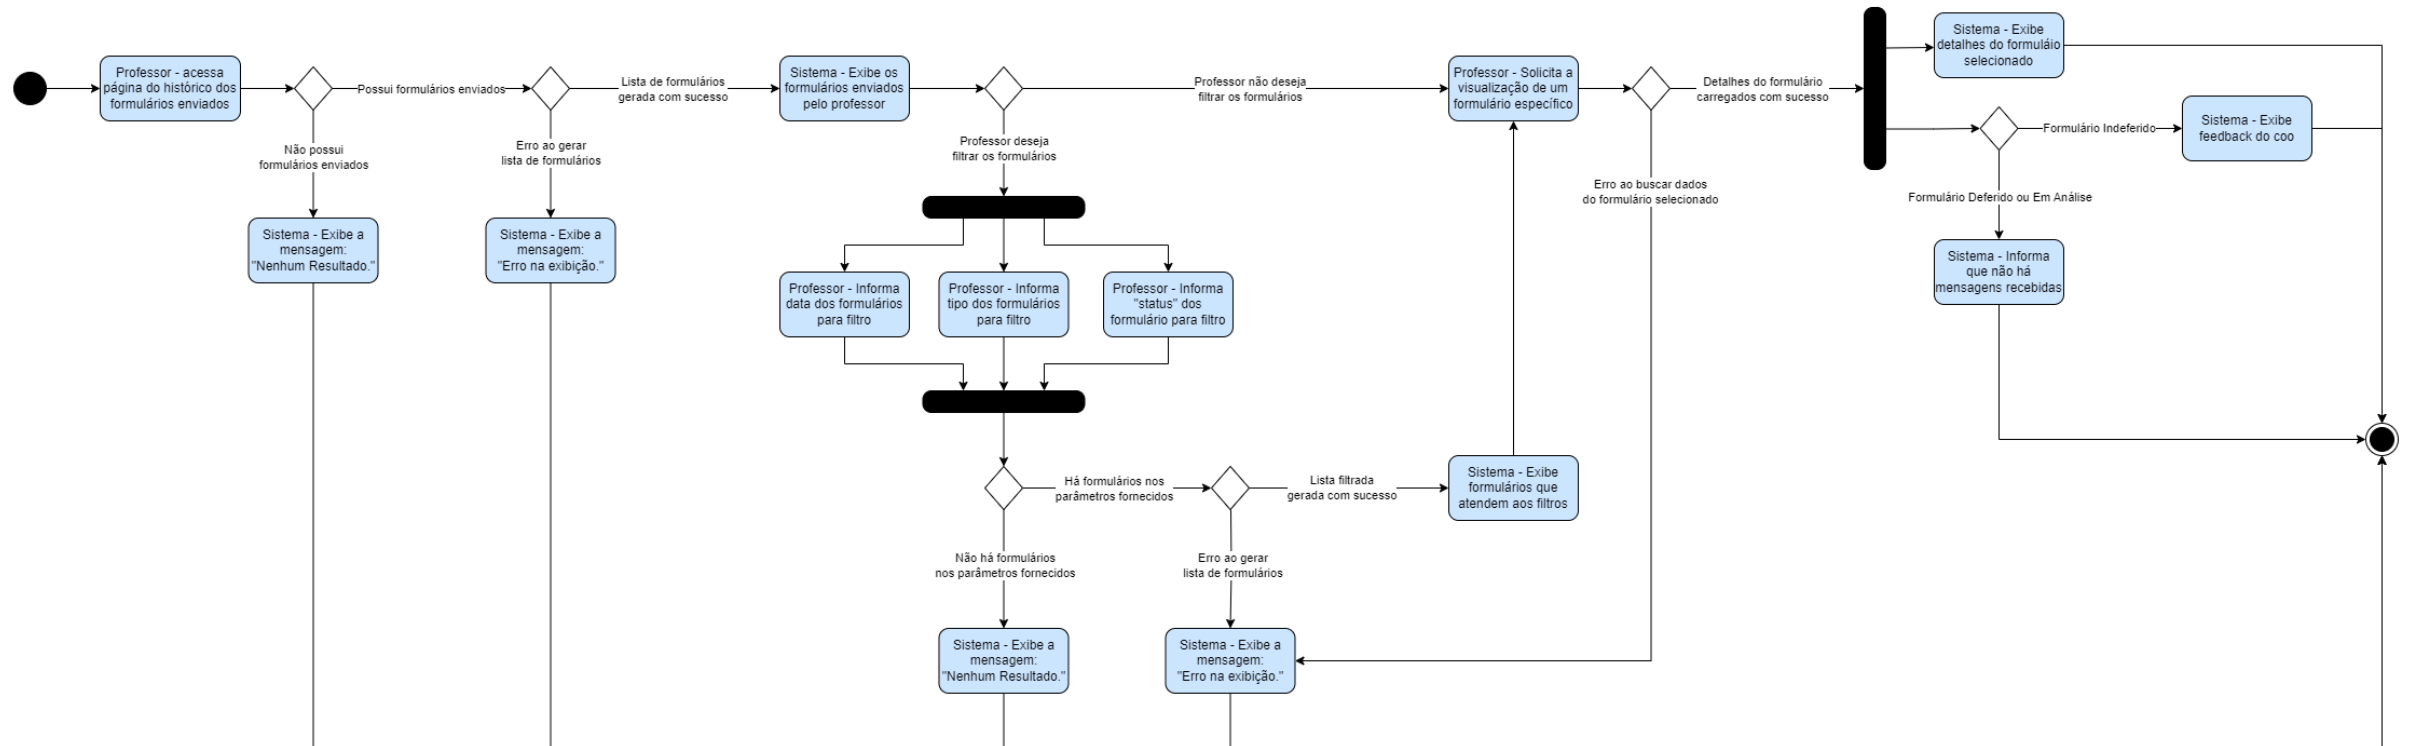 Professor - acessa
página do histórico dos
formulários enviados
Possui formulários enviados
Não possui
formulários enviados
Sistema - Exibe a
mensagem:
"Nenhum Resultado."
Lista de formulários
gerada com sucesso
Erro ao gerar
lista de formulários
Sistema - Exibe a
mensagem:
"Erro na exibição."
Sistema - Exibe os
formulários enviados
pelo professor
Professor não deseja
filtrar os formulários
Professor deseja
filtrar os formulários
Professor - Informa
data dos formulários
para filtro
Professor - Informa
tipo dos formulários
para filtro
Professor - Informa
"status" dos
formulário para filtro
Há formulários nos
parâmetros fornecidos
Não há formulários
nos parâmetros fornecidos
Sistema - Exibe a
mensagem:
"Nenhum Resultado."
Lista filtrada
gerada com sucesso
Erro ao gerar
lista de formulários
Sistema - Exibe a
mensagem:
"Erro na exibição."
Sistema - Exibe
formulários que
atendem aos filtros
Professor - Solicita a
visualização de um
formulário específico
Detalhes do formulário
carregados com sucesso
Erro ao buscar dados
do formulário selecionado
Sistema - Exibe
detalhes do formuláio
selecionado
Formulário Indeferido
Sistema - Exibe
feedback do coo
Formulário Deferido ou Em Análise
Sistema - Informa
que não há
mensagens recebidas